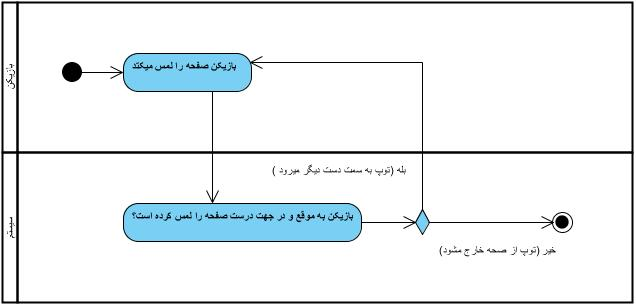 بازیکن
بازیکن صفحه را لمس میکند
بله (توپ به سمت دست دیگر میرود )
سیستم
بازیکن به موقع و در جهت درست صفحه را لمس کرده است؟
خیر (توپ از صحه خارج مشود)